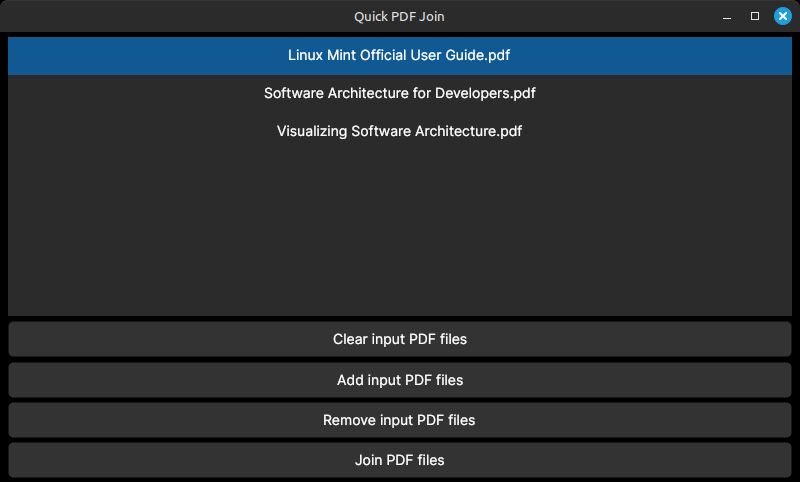 Quick PDF Join
Linux Mint Official User Guide.pdf
Software Architecture for Developers.pdf
Visualizing Software Architecture.pdf
Clear input PDF files
Add input PDF files
Remove input PDF files
Join PDF files